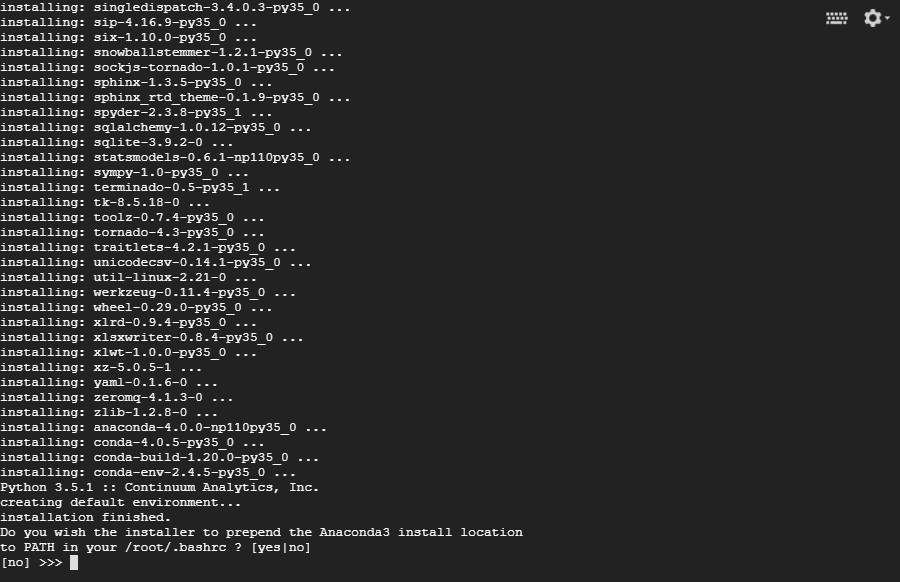 installing: singledispatch-3.4.0.3-py35_0 ...
installing: sip-4.16.9-py35_0 ...
installing: six-1.10.0-py35_0 ...
installing: snowballstemmer-1.2.1-py35_0 ...
installing: sockjs-tornado-1.0.1-py35_0 ...
installing: sphinx-1.3.5-py35_0 ...
installing: sphinx_rtd_theme-0.1.9-py35_0 ...
installing: spyder-2.3.8-py35_1 ...
installing: sqlalchemy-1.0.12-py35_0 ...
installing: sqlite-3.9.2-0 ...
installing: statsmodels-0.6.1-np110py35_0 ...
installing: sympy-1.0-py35_0 ...
installing: terminado-0.5-py35_1 ...
installing: tk-8.5.18-0 ...
installing: toolz-0.7.4-py35_0 ...
installing: tornado-4.3-py35_0 ...
installing: traitlets-4.2.1-py35_0 ...
installing: unicodecsv-0.14.1-py35_0 ...
installing: util-linux-2.21-0 ...
installing: werkzeug-0.11.4-py35_0 ...
installing: wheel-0.29.0-py35_0 ...
installing: xlrd-0.9.4-py35_0 ...
installing: xlsxwriter-0.8.4-py35_0 ...
installing: xlwt-1.0.0-py35_0 ...
installing: xz-5.0.5-1 ...
installing: yaml-0.1.6-0 ...
installing: zeromq-4.1.3-0 ...
installing: zlib-1.2.8-0 ...
installing: anaconda-4.0.0-np110py35_0 ...
installing: conda-4.0.5-py35_0 ...
installing: conda-build-1.20.0-py35_0 ...
installing: conda-env-2.4.5-py35_0 ...
Python 3.5.1 :: Continuum Analytics, Inc.
creating default environment...
installation finished.
Do you wish the installer to prepend the Anaconda3 install location
to PATH in your /root/.bashrc ? [yes|no]
[no] >>>